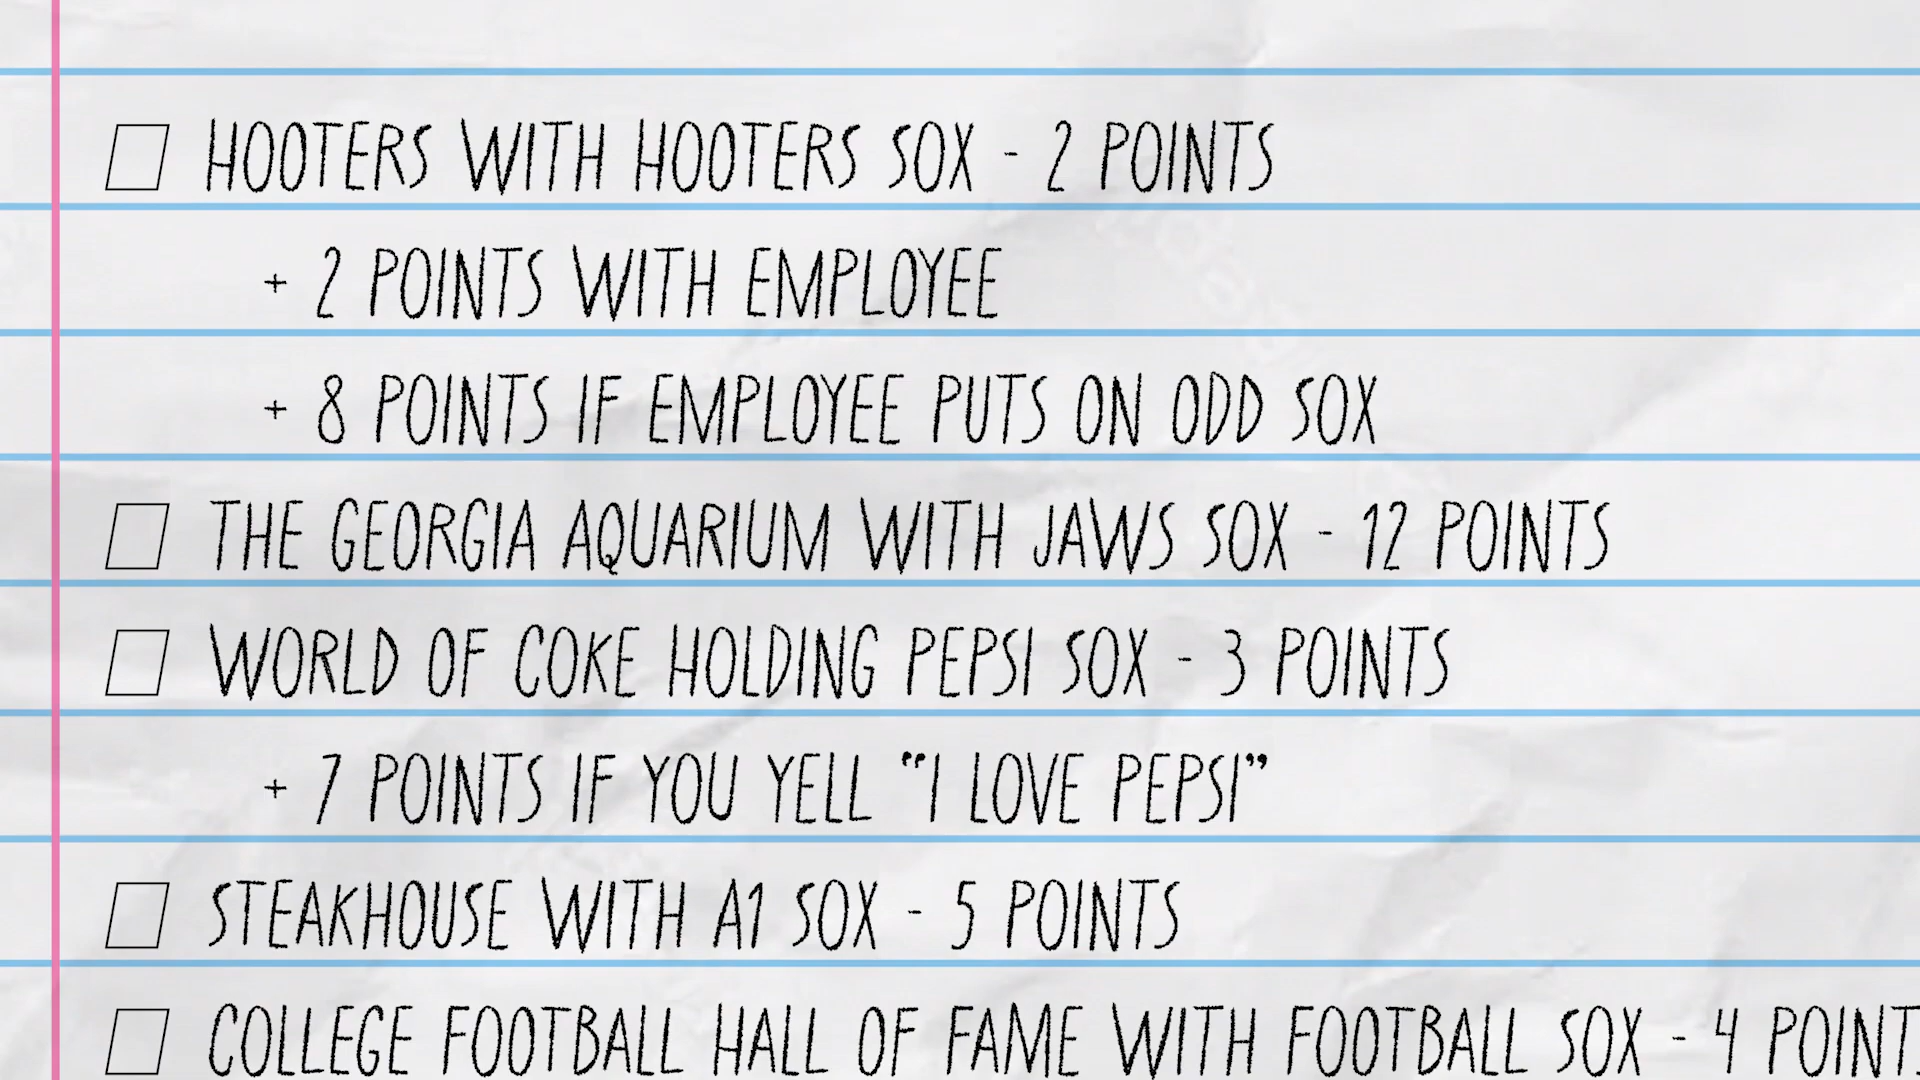 HOOTERS WITH HOOTERS SOX - 2 POINTS
+ 2 POINTS WITH EMPLOYEE
+ 8 POINTS IF EMPLOYEE PUTS ON ODD SOX
THE GEORGIA AQUARIUM WITH JAWS SOX - 12 POINTS
WORLD OF COKE HOLDING PEPSI SOX - 3 POINTS
+ 7 POINTS IF YOU YELL “I LOVE PEPSI”
STEAKHOUSE WITH A1 SOX - 5 POINTS
COLLEGE FOOTBALL HALL OF FAME WITH FOOTBALL SOX - 4 POINT